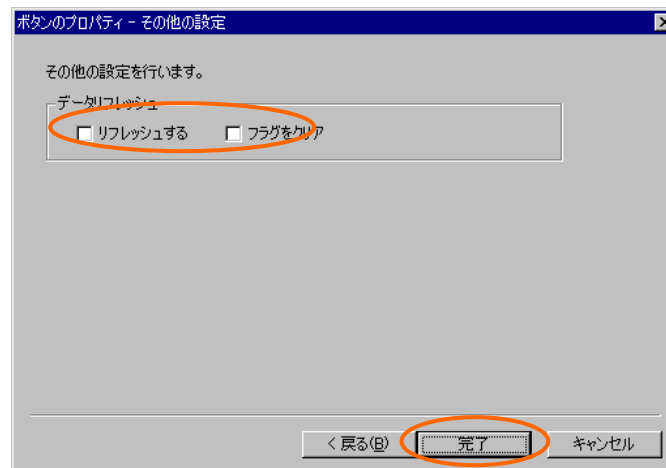 ボタンのプロパティ - その他の設定
その他の設定を行います。
データリフレッシュ
リフレッシュする フラグをクリア
< 戻る(B) 完了 キャンセル